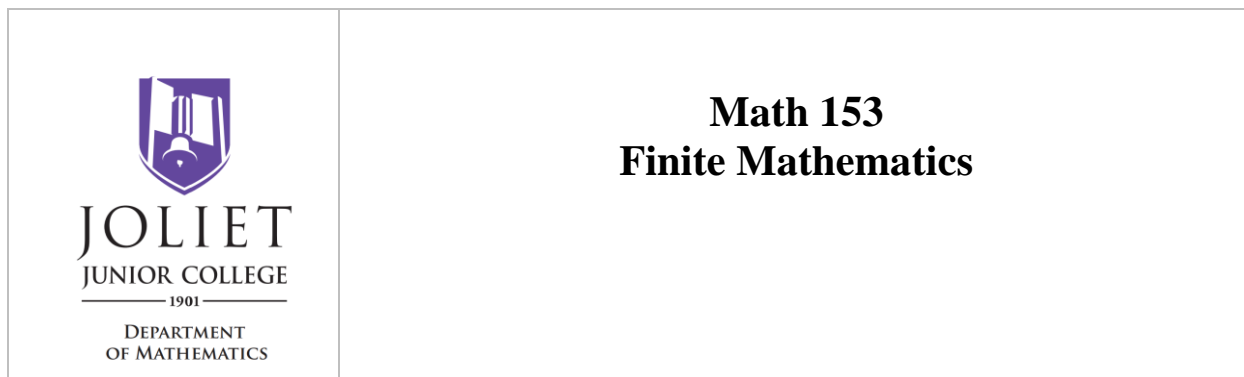 JOLIET
JUNIOR COLLEGE
1901
DEPARTMENT
OF MATHEMATICS
Math 153
Finite Mathematics